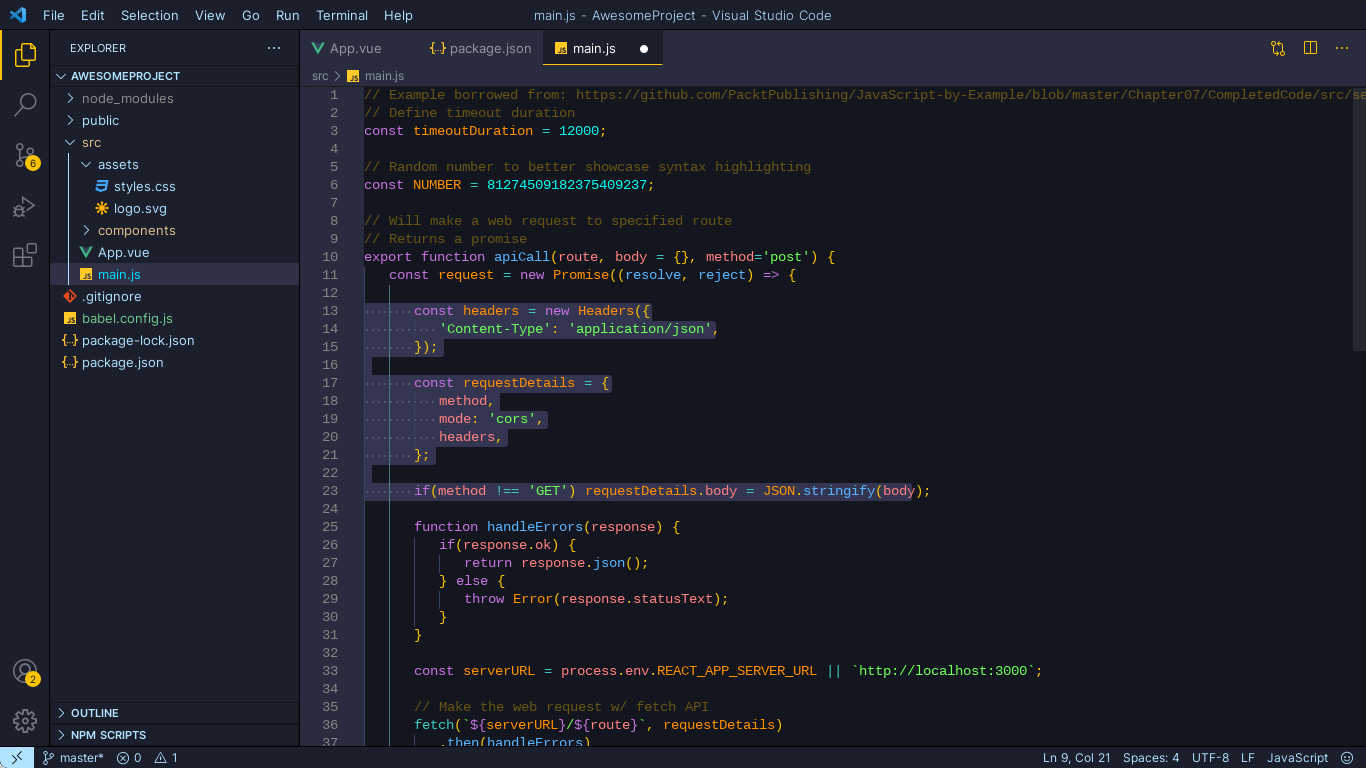 File Edit Selection View Go Run Terminal Help
main.js - AwesomeProject - Visual Studio Code
EXPLORER
AWESOMEPROJECT
node_modules
public
src
assets
styles.css
logo.svg
components
App.vue
main.js
.gitignore
babel.config.js
package-lock.json
package.json
OUTLINE
NPM SCRIPTS
6
2
App.vue
{..} package.json
JS main.js
src > JS main.js
1 // Example borrowed from: https://github.com/PacktPublishing/JavaScript-by-Example/blob/master/Chapter07/CompletedCode/src/se
2 // Define timeout duration
3 const timeoutDuration = 12000;
4
5 // Random number to better showcase syntax highlighting
6 const NUMBER = 81274509182375409237;
7
8 // Will make a web request to specified route
9 // Returns a promise
10 export function apiCall(route, body = {}, method='post') {
11 const request = new Promise((resolve, reject) => {
12
13 const headers = new Headers({
14 'Content-Type': 'application/json',
15 });
16
17 const requestDetails = {
18 method,
19 mode: 'cors',
20 headers,
21 };
22
23 if(method !== 'GET') requestDetails.body = JSON.stringify(body);
24
25 function handleErrors(response) {
26 if(response.ok) {
27 return response.json();
28 } else {
29 throw Error(response.statusText);
30 }
31 }
32
33 const serverURL = process.env.REACT_APP_SERVER_URL || `http://localhost:3000`;
34
35 // Make the web request w/ fetch API
36 fetch(`${serverURL}/${route}`, requestDetails)
37 .then(handleErrors)
master* 0 1
Ln 9, Col 21 Spaces: 4 UTF-8 LF JavaScript